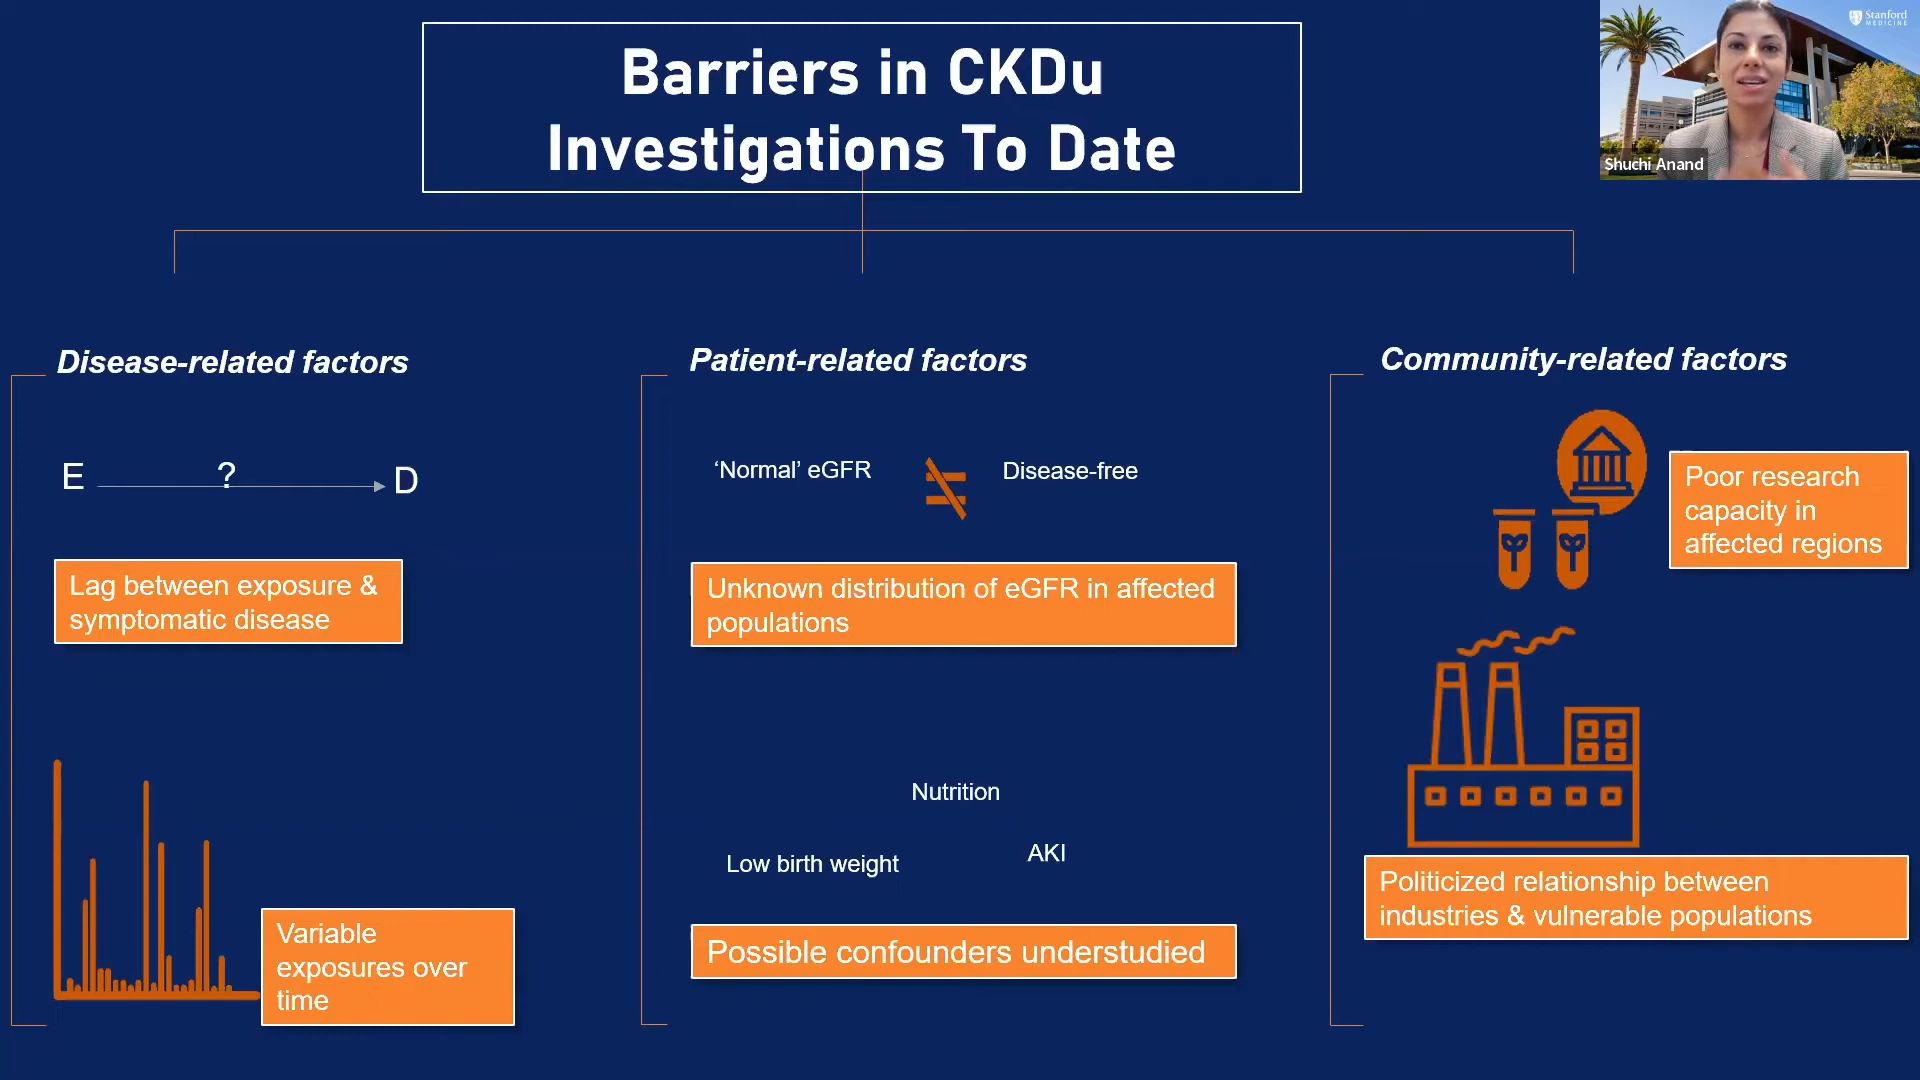 Barriers in CKDu
Investigations To Date
Stanford
MEDICINE
Shuchi Anand
Disease-related factors
E
?
D
Lag between exposure &
symptomatic disease
Variable
exposures over
time
Patient-related factors
‘Normal’ eGFR
Disease-free
Unknown distribution of eGFR in affected
populations
Nutrition
Low birth weight
AKI
Possible confounders understudied
Community-related factors
Poor research
capacity in
affected regions
Politicized relationship between
industries & vulnerable populations